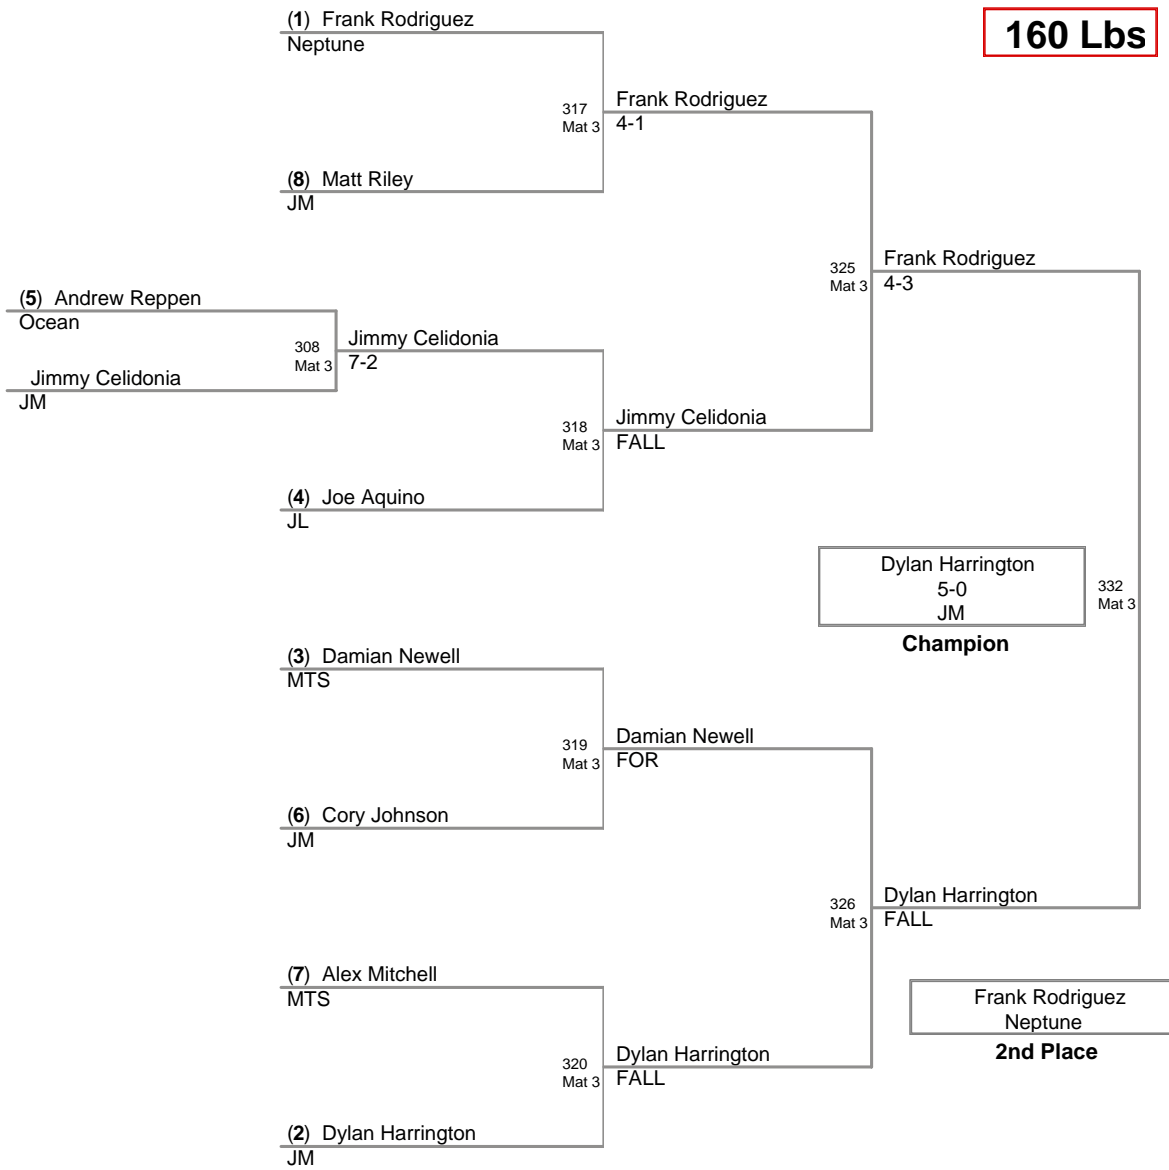 (1) Frank Rodriguez
Neptune
160 Lbs
317
Mat 3
Frank Rodriguez
4-1
(8) Matt Riley
JM
325
Mat 3
Frank Rodriguez
4-3
(5) Andrew Reppen
Ocean
308
Mat 3
Jimmy Celidonia
7-2
Jimmy Celidonia
JM
318
Mat 3
Jimmy Celidonia
FALL
(4) Joe Aquino
JL
Dylan Harrington
5-0
JM
Champion
332
Mat 3
(3) Damian Newell
MTS
319
Mat 3
Damian Newell
FOR
(6) Cory Johnson
JM
326
Mat 3
Dylan Harrington
FALL
(7) Alex Mitchell
MTS
Frank Rodriguez
Neptune
2nd Place
320
Mat 3
Dylan Harrington
FALL
(2) Dylan Harrington
JM